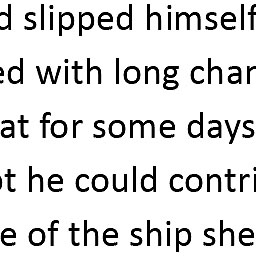 d slipped himself
ed with long char
at for some days
ot he could contri
e of the ship she